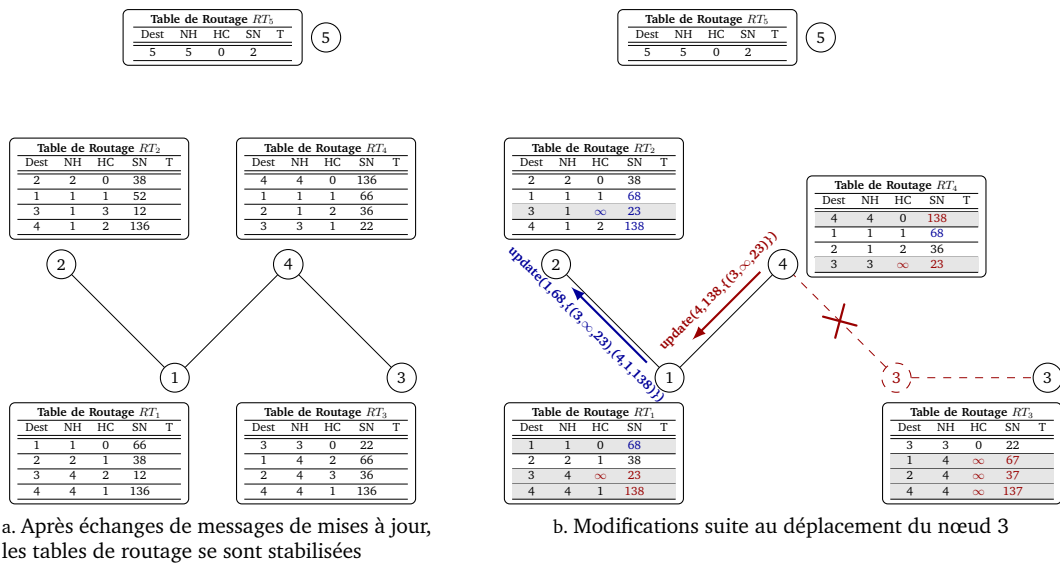 Table de Routage RT₅
Dest NH HC SN T
5 5 0 2
5
Table de Routage RT₂
Dest NH HC SN T
2 2 0 38
1 1 1 52
3 1 3 12
4 1 2 136
Table de Routage RT₄
Dest NH HC SN T
4 4 0 136
1 1 1 66
2 1 2 36
3 3 1 22
2
4
1
3
Table de Routage RT₁
Dest NH HC SN T
1 1 0 66
2 2 1 38
3 4 2 12
4 4 1 136
Table de Routage RT₃
Dest NH HC SN T
3 3 0 22
1 4 2 66
2 4 3 36
4 4 1 136
a. Après échanges de messages de mises à jour,
les tables de routage se sont stabilisées
Table de Routage RT₅
Dest NH HC SN T
5 5 0 2
5
Table de Routage RT₂
Dest NH HC SN T
2 2 0 38
1 1 1 68
3 1 ∞ 23
4 1 2 138
Table de Routage RT₄
Dest NH HC SN T
4 4 0 138
1 1 1 68
2 1 2 36
3 3 ∞ 23
2
4
update(1,68,{(3,∞,23),(4,1,138)})
update(4,138,{(3,∞,23)})
1
3
3
Table de Routage RT₁
Dest NH HC SN T
1 1 0 68
2 2 1 38
3 4 ∞ 23
4 4 1 138
Table de Routage RT₃
Dest NH HC SN T
3 3 0 22
1 4 ∞ 67
2 4 ∞ 37
4 4 ∞ 137
b. Modifications suite au déplacement du nœud 3